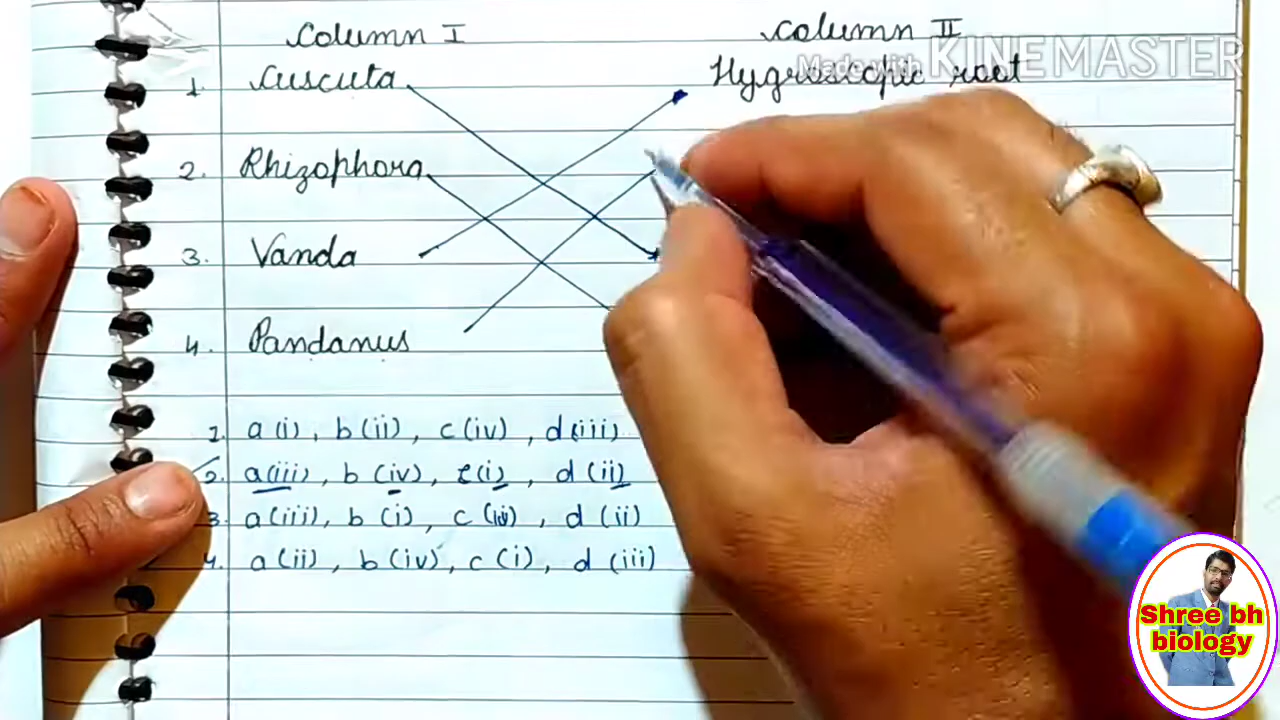 Column I
Column II
Made with KINEMASTER
1. Cuscuta
Hygroscopic root
2. Rhizophora
3. Vanda
4. Pandanus
1. a (i), b (ii), c (iv), d (iii)
2. a (iii), b (iv), c (i), d (ii)
3. a (iii), b (i), c (iv), d (ii)
4. a (ii), b (iv), c (i), d (iii)
Shree bh
biology